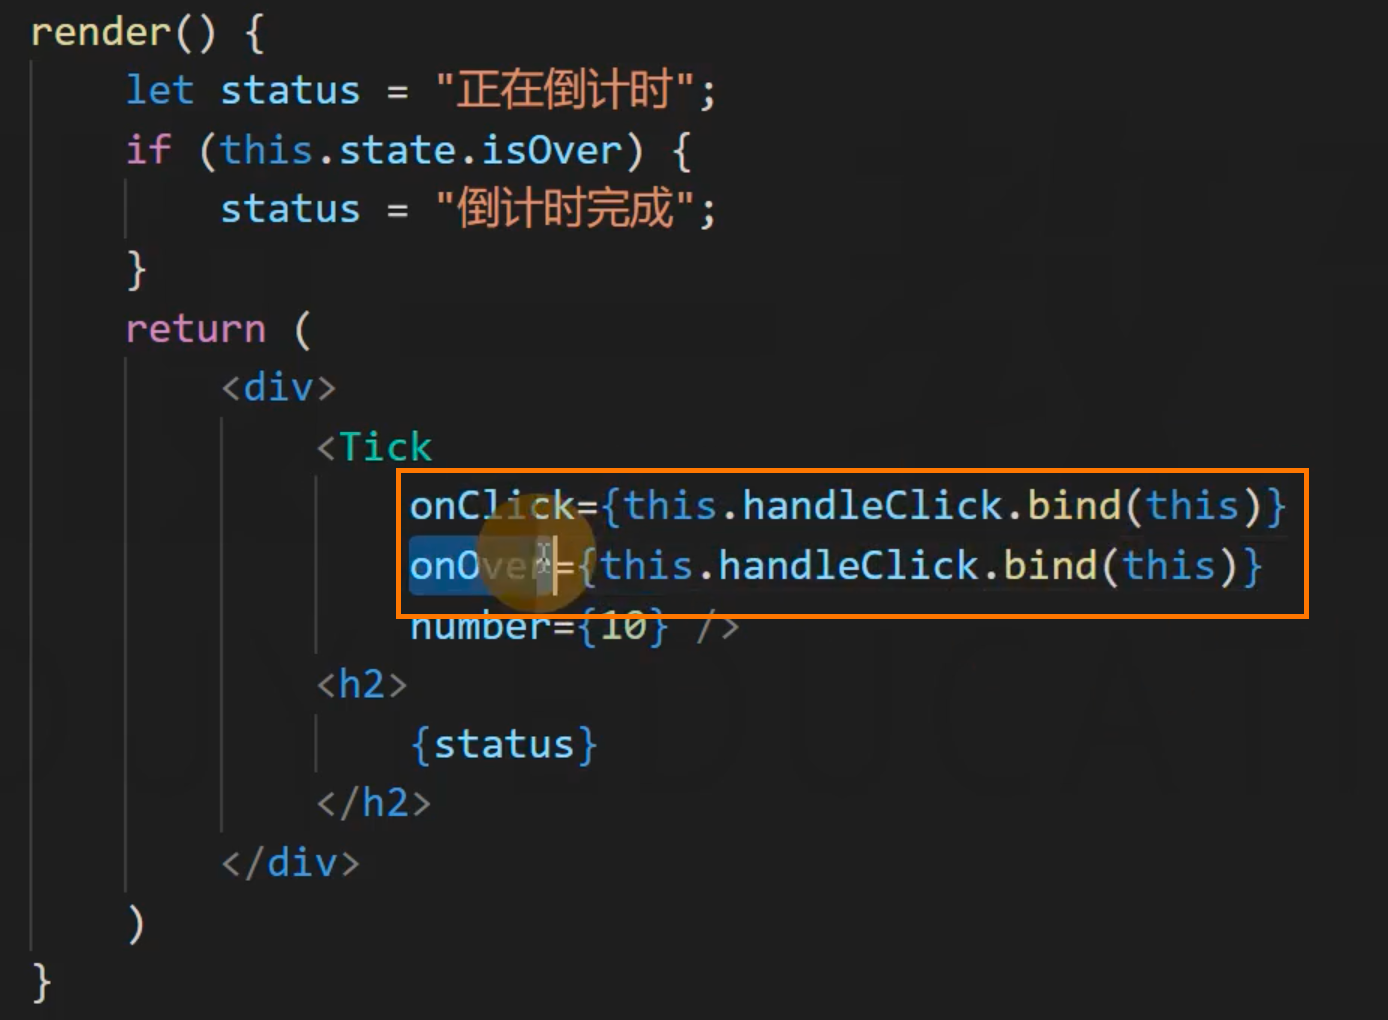 render() {
let status = "正在倒计时";
if (this.state.isOver) {
status = "倒计时完成";
}
return (
<div>
<Tick
onClick={this.handleClick.bind(this)}
onOver={this.handleClick.bind(this)}
number={10} />
<h2>
{status}
</h2>
</div>
)
}